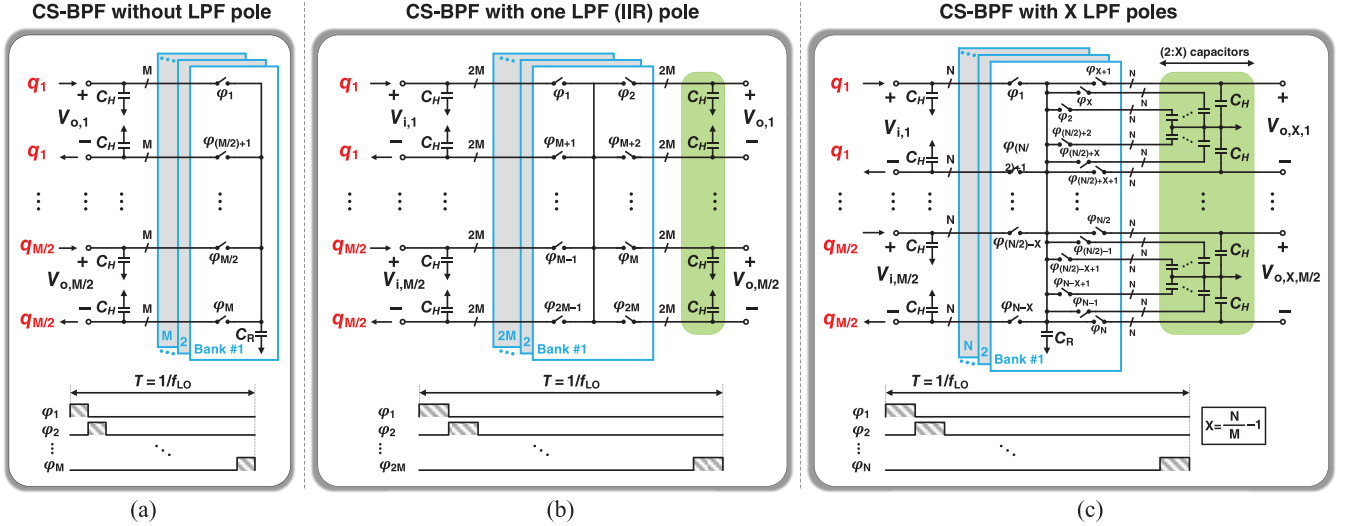 CS-BPF without LPF pole
q1 M φ1
+ CH
Vo,1
− CH
q1 M φ(M/2)+1
qM/2 M φM/2
+ CH
Vo,M/2
− CH
qM/2 M φM
CR
M 2 Bank #1
T = 1/fLO
φ1
φ2
φM
(a)
CS-BPF with one LPF (IIR) pole
q1 2M φ1 φ2 2M
+ CH CH +
Vi,1 Vo,1
− CH CH −
q1 2M φM+1 φM+2 2M
qM/2 2M φM−1 φM 2M
+ CH CH +
Vi,M/2 Vo,M/2
− CH CH −
qM/2 2M φ2M−1 φ2M 2M
2M 2 Bank #1
T = 1/fLO
φ1
φ2
φ2M
(b)
CS-BPF with X LPF poles
(2:X) capacitors
q1 N φ1 φX+1 N
φX N
+ CH φ2 N CH +
Vi,1 Vo,X,1
φ(N/2)+2
− CH φ(N/2)+X CH −
q1 N φ(N/2)+1 φ(N/2)+X+1 N
N
qM/2 N φ(N/2)−X φN/2 N
φ(N/2)−1 N
+ CH φ(N/2)−X+1 CH +
Vi,M/2 Vo,X,M/2
φN−X+1
− CH φN−1 CH −
qM/2 N φN−X φN N
N
CR
N 2 Bank #1
T = 1/fLO
φ1
φ2
φN
X=N/M−1
(c)